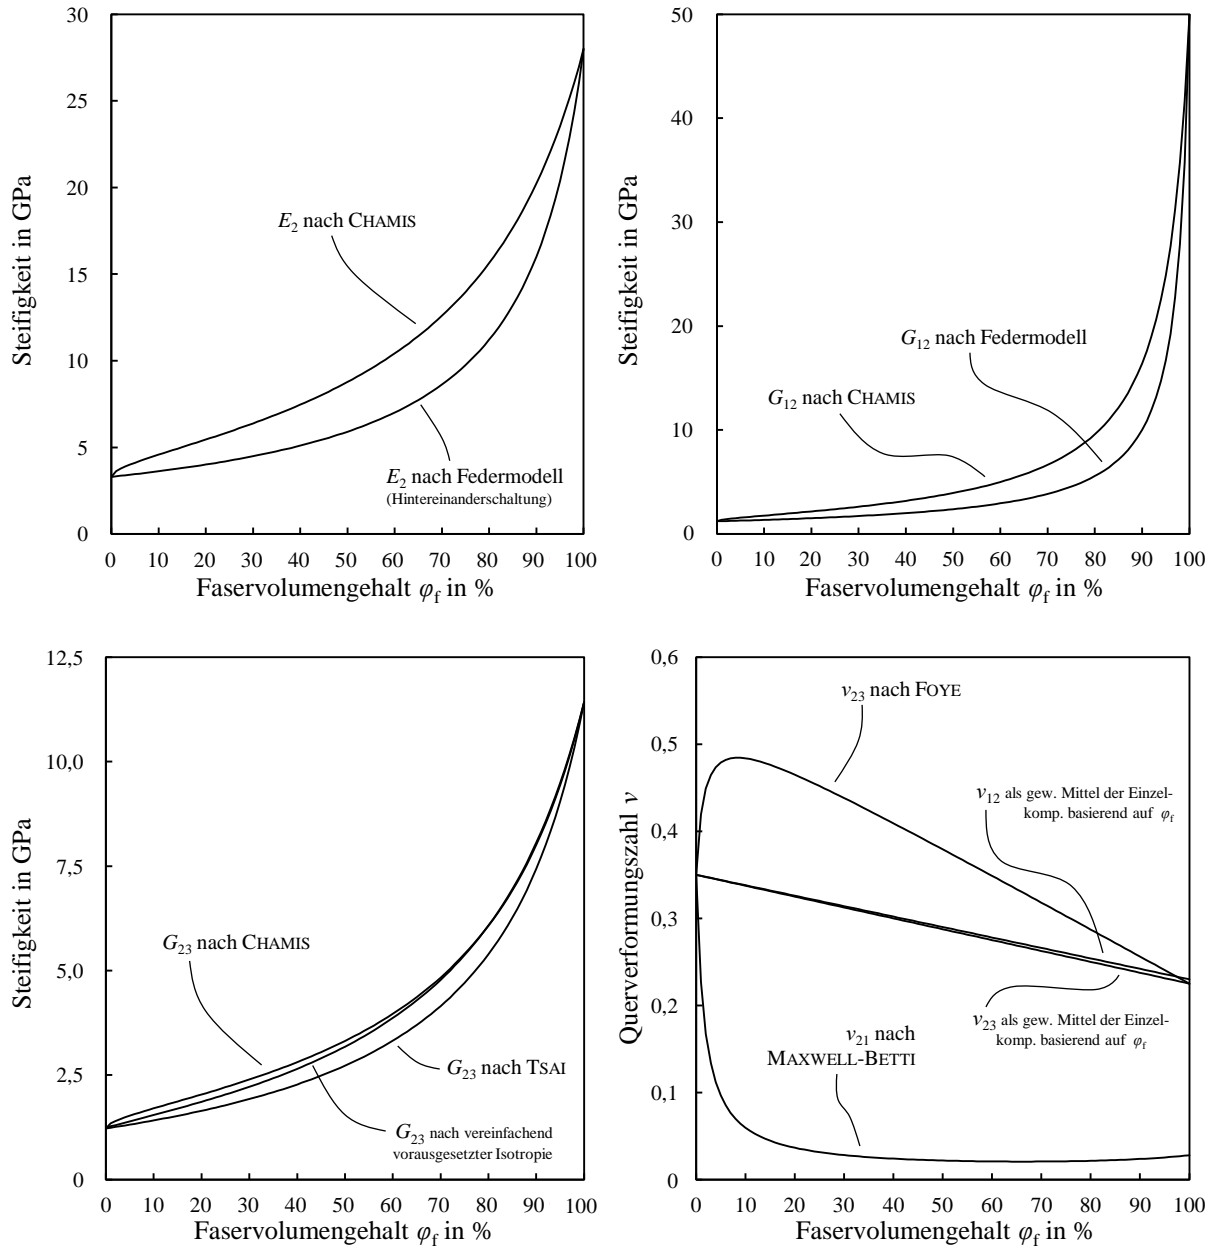 30
25
20
15
10
5
0
Steifigkeit in GPa
E2 nach CHAMIS
E2 nach Federmodell
(Hintereinanderschaltung)
0 10 20 30 40 50 60 70 80 90 100
Faservolumengehalt φf in %
50
40
30
20
10
0
Steifigkeit in GPa
G12 nach Federmodell
G12 nach CHAMIS
0 10 20 30 40 50 60 70 80 90 100
Faservolumengehalt φf in %
12,5
10,0
7,5
5,0
2,5
0
Steifigkeit in GPa
G23 nach CHAMIS
G23 nach TSAI
G23 nach vereinfachend
vorausgesetzter Isotropie
0 10 20 30 40 50 60 70 80 90 100
Faservolumengehalt φf in %
0,6
0,5
0,4
0,3
0,2
0,1
0
Querverformungszahl ν
ν23 nach FOYE
ν12 als gew. Mittel der Einzel-
komp. basierend auf φf
ν23 als gew. Mittel der Einzel-
komp. basierend auf φf
ν21 nach
MAXWELL-BETTI
0 10 20 30 40 50 60 70 80 90 100
Faservolumengehalt φf in %